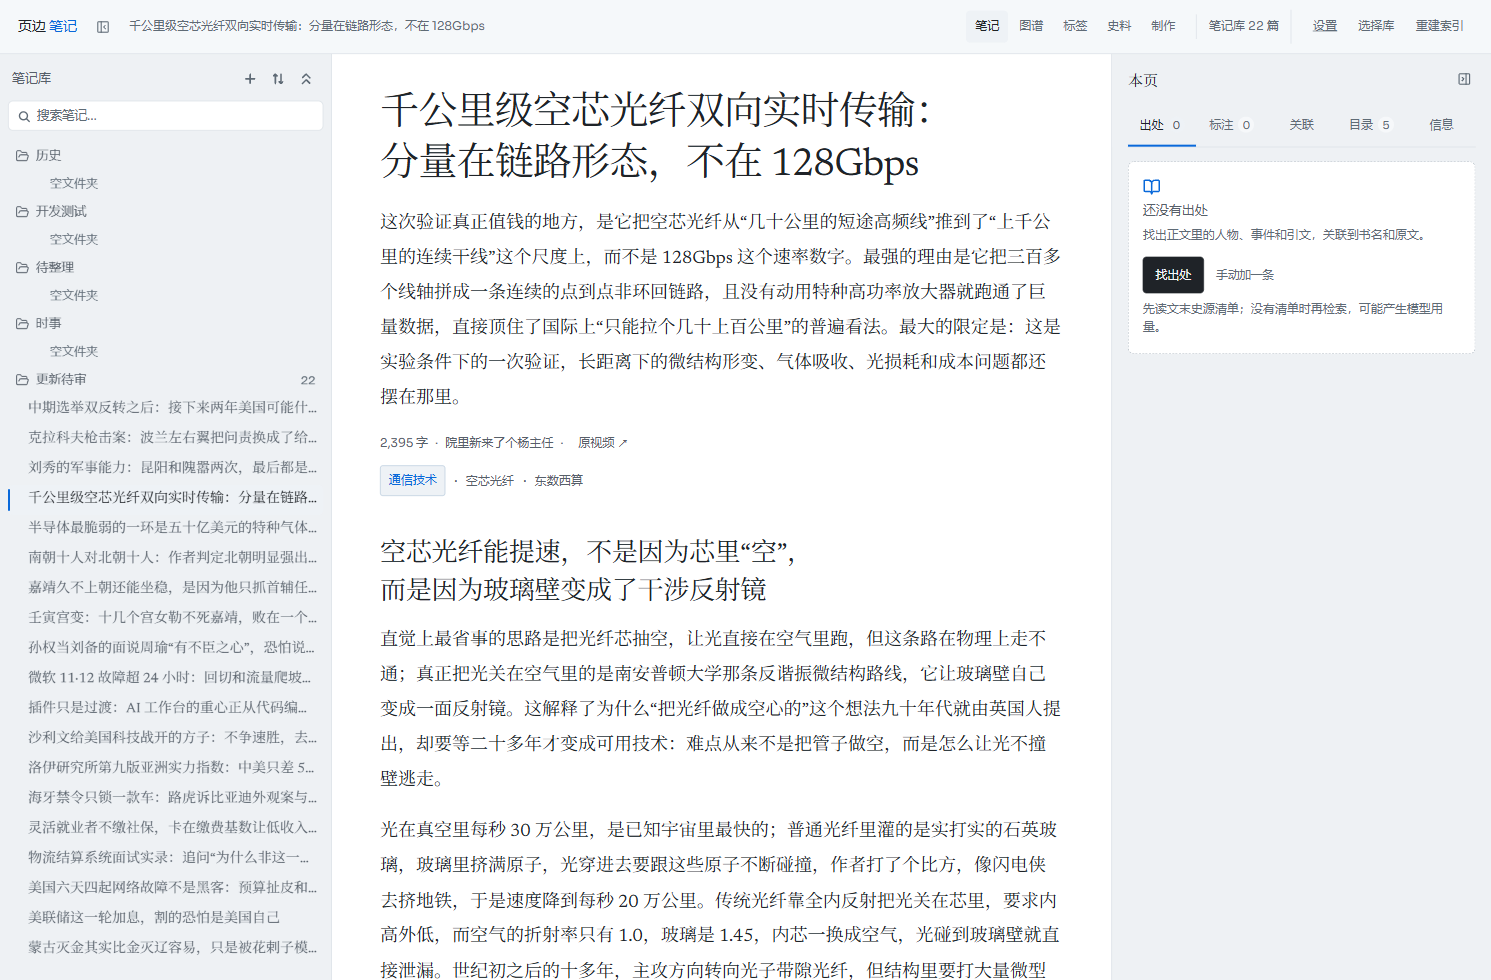 页边 笔记
千公里级空芯光纤双向实时传输：分量在链路形态，不在 128Gbps
笔记
图谱
标签
史料
制作
笔记库 22 篇
设置
选择库
重建索引
笔记库
搜索笔记...
历史
空文件夹
开发测试
空文件夹
待整理
空文件夹
时事
空文件夹
更新待审 22
中期选举双反转之后：接下来两年美国可能什...
克拉科夫枪击案：波兰左右翼把问责换成了给...
刘秀的军事能力：昆阳和隗嚣两次，最后都是...
千公里级空芯光纤双向实时传输：分量在链路...
半导体最脆弱的一环是五十亿美元的特种气体...
南朝十人对北朝十人：作者判定北朝明显强出...
嘉靖久不上朝还能坐稳，是因为他只抓首辅任...
壬寅宫变：十几个宫女勒不死嘉靖，败在一个...
孙权当刘备的面说周瑜“有不臣之心”，恐怕说...
微软 11·12 故障超 24 小时：回切和流量爬坡...
插件只是过渡：AI 工作台的重心正从代码编...
沙利文给美国科技战开的方子：不争速胜，去...
洛伊研究所第九版亚洲实力指数：中美只差 5...
海牙禁令只锁一款车：路虎诉比亚迪外观案与...
灵活就业者不缴社保，卡在缴费基数让低收入...
物流结算系统面试实录：追问“为什么非这一...
美国六天四起网络故障不是黑客：预算扯皮和...
美联储这一轮加息，割的恐怕是美国自己
蒙古灭金其实比金灭辽容易，只是被花剌子模...
千公里级空芯光纤双向实时传输：
分量在链路形态，不在 128Gbps
这次验证真正值钱的地方，是它把空芯光纤从“几十公里的短途高频线”推到了“上千公
里的连续干线”这个尺度上，而不是 128Gbps 这个速率数字。最强的理由是它把三百多
个线轴拼成一条连续的点到点非环回链路，且没有动用特种高功率放大器就跑通了巨
量数据，直接顶住了国际上“只能拉个几十上百公里”的普遍看法。最大的限定是：这是
实验条件下的一次验证，长距离下的微结构形变、气体吸收、光损耗和成本问题都还
摆在那里。
2,395 字 · 院里新来了个杨主任 · 原视频 ↗
通信技术 · 空芯光纤 · 东数西算
空芯光纤能提速，不是因为芯里“空”，
而是因为玻璃壁变成了干涉反射镜
直觉上最省事的思路是把光纤芯抽空，让光直接在空气里跑，但这条路在物理上走不
通；真正把光关在空气里的是南安普顿大学那条反谐振微结构路线，它让玻璃壁自己
变成一面反射镜。这解释了为什么“把光纤做成空心的”这个想法九十年代就由英国人提
出，却要等二十多年才变成可用技术：难点从来不是把管子做空，而是怎么让光不撞
壁逃走。
光在真空里每秒 30 万公里，是已知宇宙里最快的；普通光纤里灌的是实打实的石英玻
璃，玻璃里挤满原子，光穿进去要跟这些原子不断碰撞，作者打了个比方，像闪电侠
去挤地铁，于是速度降到每秒 20 万公里。传统光纤靠全内反射把光关在芯里，要求内
高外低，而空气的折射率只有 1.0，玻璃是 1.45，内芯一换成空气，光碰到玻璃壁就直
接泄漏。世纪初之后的十多年，主攻方向转向光子带隙光纤，但结构里要打大量微型
本页
出处 0
标注 0
关联
目录 5
信息
还没有出处
找出正文里的人物、事件和引文，关联到书名和原文。
找出处
手动加一条
先读文末史源清单；没有清单时再检索，可能产生模型用
量。